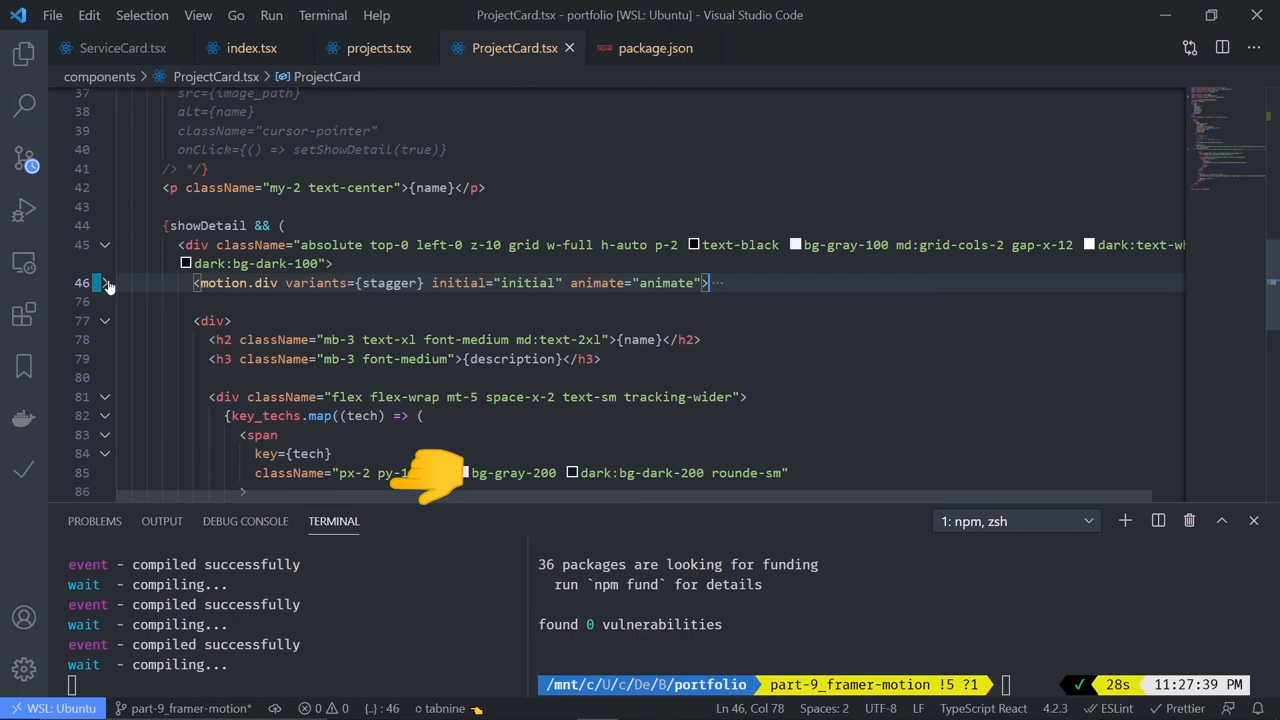 File Edit Selection View Go Run Terminal Help ProjectCard.tsx - portfolio [WSL: Ubuntu] - Visual Studio Code
ServiceCard.tsx index.tsx projects.tsx ProjectCard.tsx package.json
components > ProjectCard.tsx > ProjectCard
37 src={image_path}
38 alt={name}
39 className="cursor-pointer"
40 onClick={() => setShowDetail(true)}
41 /> */}
42 <p className="my-2 text-center">{name}</p>
43
44 {showDetail && (
45 <div className="absolute top-0 left-0 z-10 grid w-full h-auto p-2 text-black bg-gray-100 md:grid-cols-2 gap-x-12 dark:text-wh
dark:bg-dark-100">
46 <motion.div variants={stagger} initial="initial" animate="animate"> ···
76
77 <div>
78 <h2 className="mb-3 text-xl font-medium md:text-2xl">{name}</h2>
79 <h3 className="mb-3 font-medium">{description}</h3>
80
81 <div className="flex flex-wrap mt-5 space-x-2 text-sm tracking-wider">
82 {key_techs.map((tech) => (
83 <span
84 key={tech}
85 className="px-2 py-1 bg-gray-200 dark:bg-dark-200 rounde-sm"
86 >
PROBLEMS OUTPUT DEBUG CONSOLE TERMINAL 1: npm, zsh
event - compiled successfully
wait - compiling...
event - compiled successfully
wait - compiling...
event - compiled successfully
wait - compiling...
36 packages are looking for funding
run `npm fund` for details
found 0 vulnerabilities
/mnt/c/U/c/De/B/portfolio part-9_framer-motion !5 ?1 ✓ 28s 11:27:39 PM
WSL: Ubuntu part-9_framer-motion* 0 0 {..} : 46 tabnine Ln 46, Col 78 Spaces: 2 UTF-8 LF TypeScript React 4.2.3 ESLint Prettier